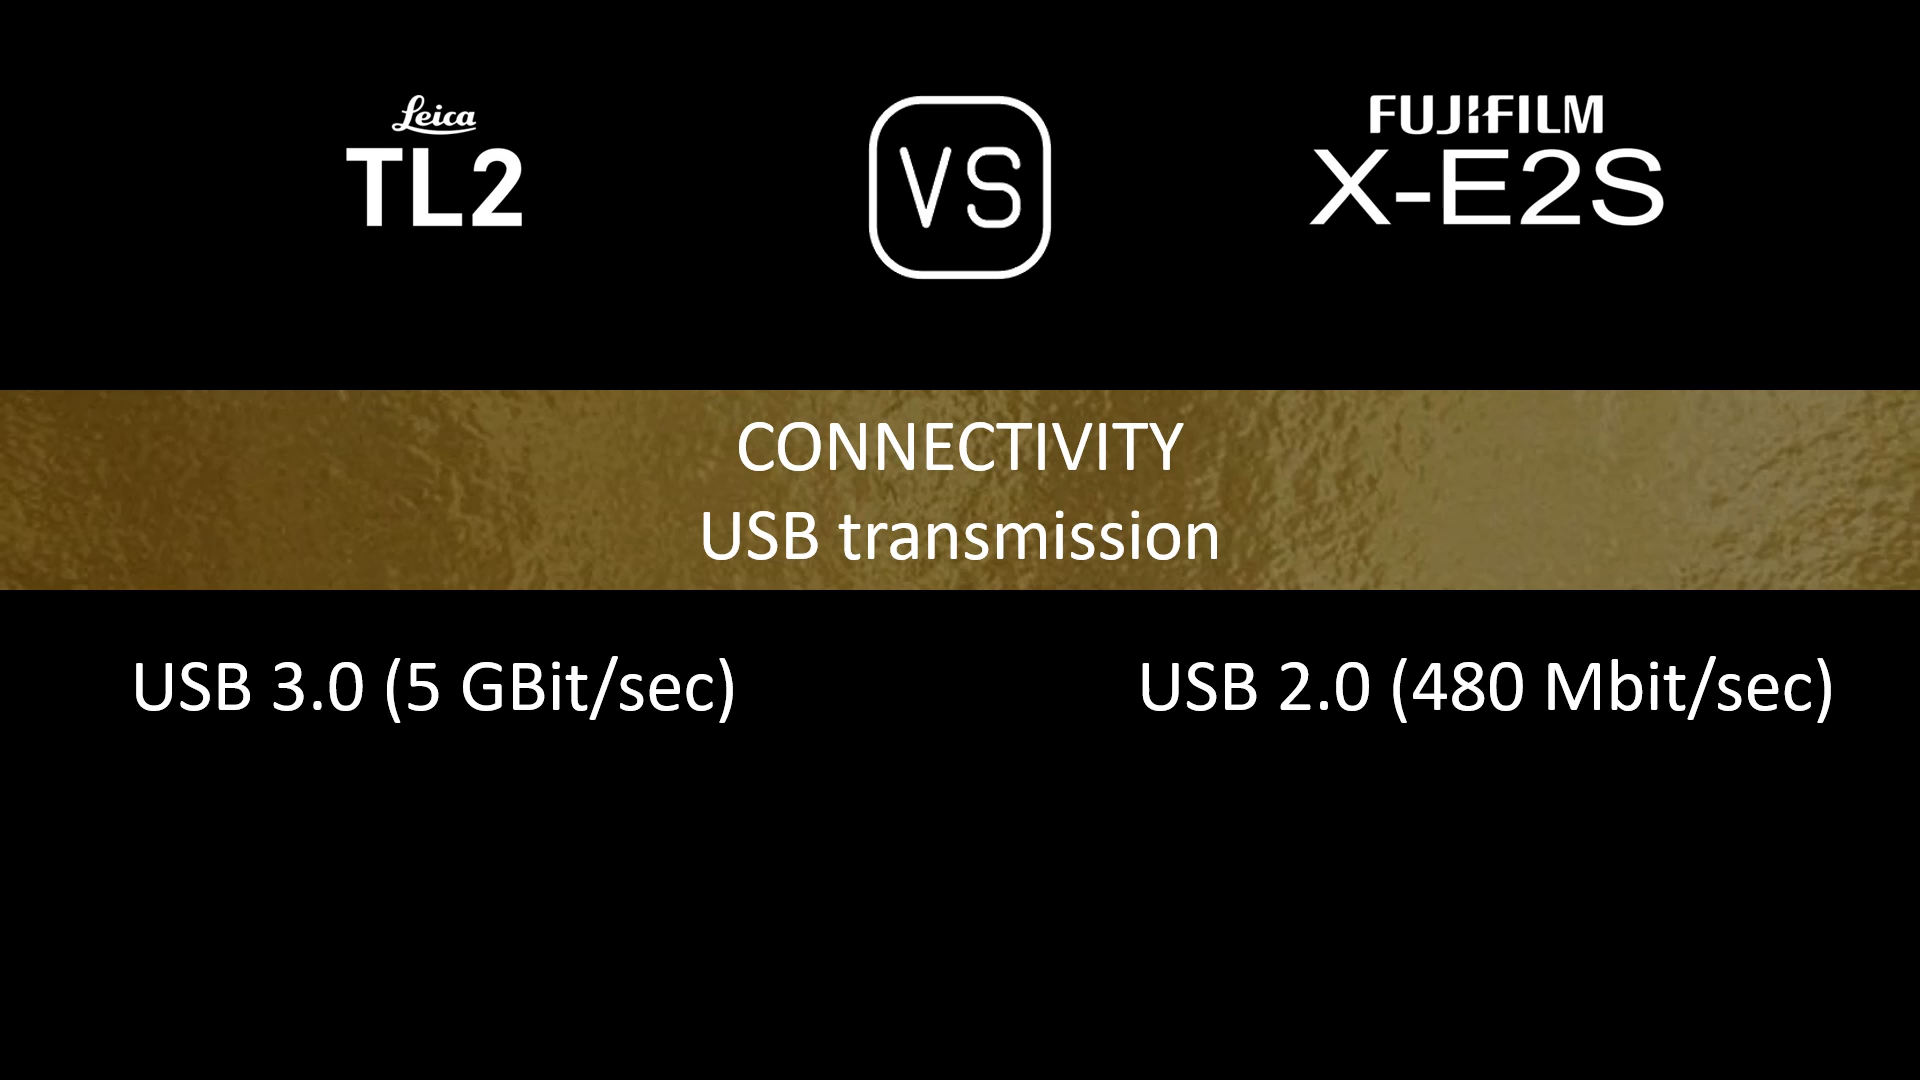 Leica
TL2
VS
FUJIFILM
X-E2S
CONNECTIVITY
USB transmission
USB 3.0 (5 GBit/sec)
USB 2.0 (480 Mbit/sec)